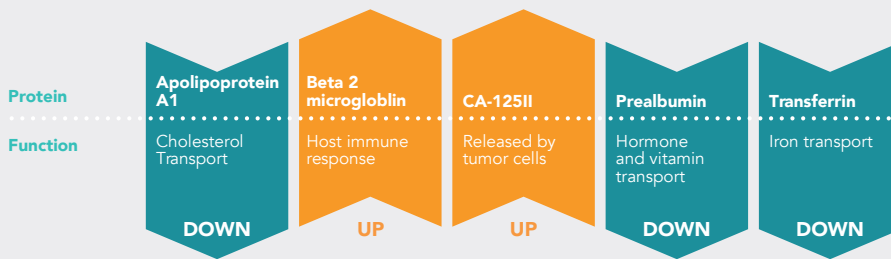 Protein
Apolipoprotein
A1
Beta 2
microgloblin
CA-125II
Prealbumin
Transferrin
Function
Cholesterol
Transport
Host immune
response
Released by
tumor cells
Hormone
and vitamin
transport
Iron transport
DOWN
UP
UP
DOWN
DOWN